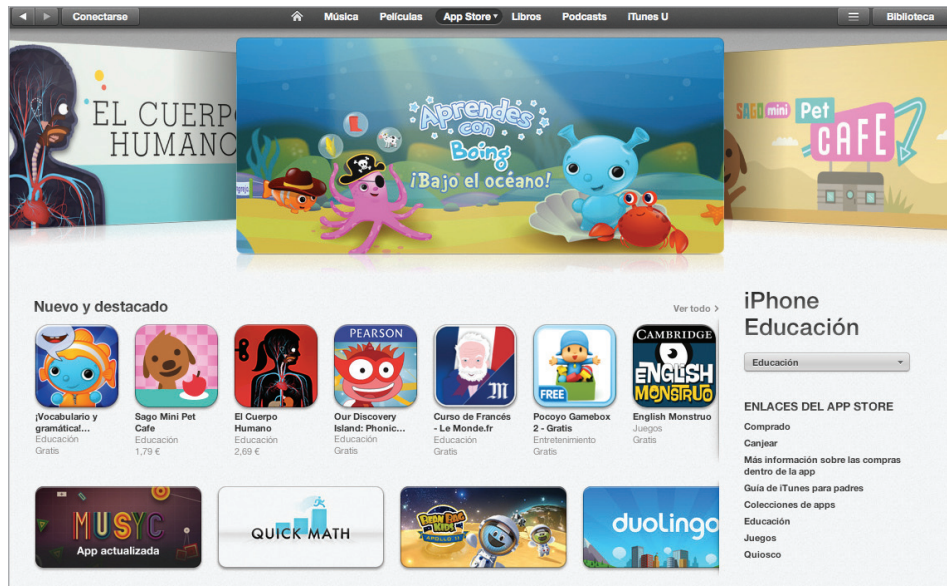 Conectarse
Música Películas App Store Libros Podcasts iTunes U
Biblioteca
EL CUERPO
HUMANO
Aprendes
con
Boing
¡Bajo el océano!
SAGO mini Pet
CAFE
Nuevo y destacado
Ver todo >
¡Vocabulario y
gramática!...
Educación
Gratis
Sago Mini Pet
Cafe
Educación
1,79 €
El Cuerpo
Humano
Educación
2,69 €
PEARSON
Our Discovery
Island: Phonic...
Educación
Gratis
M
Curso de Francés
- Le Monde.fr
Educación
Gratis
FREE
Pocoyo Gamebox
2 - Gratis
Entretenimiento
Gratis
CAMBRIDGE
ENGLISH
MONSTRUO
English Monstruo
Juegos
Gratis
MUSYC
App actualizada
QUICK MATH
BEAN BAG
KIDS
APOLLO 11
duolingo
iPhone
Educación
Educación
ENLACES DEL APP STORE
Comprado
Canjear
Más información sobre las compras
dentro de la app
Guía de iTunes para padres
Colecciones de apps
Educación
Juegos
Quiosco